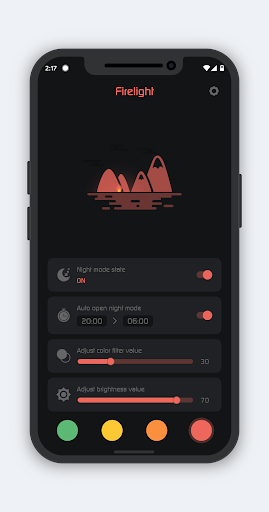 2:17
Firelight
Night mode state
ON
Auto open night mode
20:00 > 06:00
Adjust color filter value
30
Adjust brightness value
70